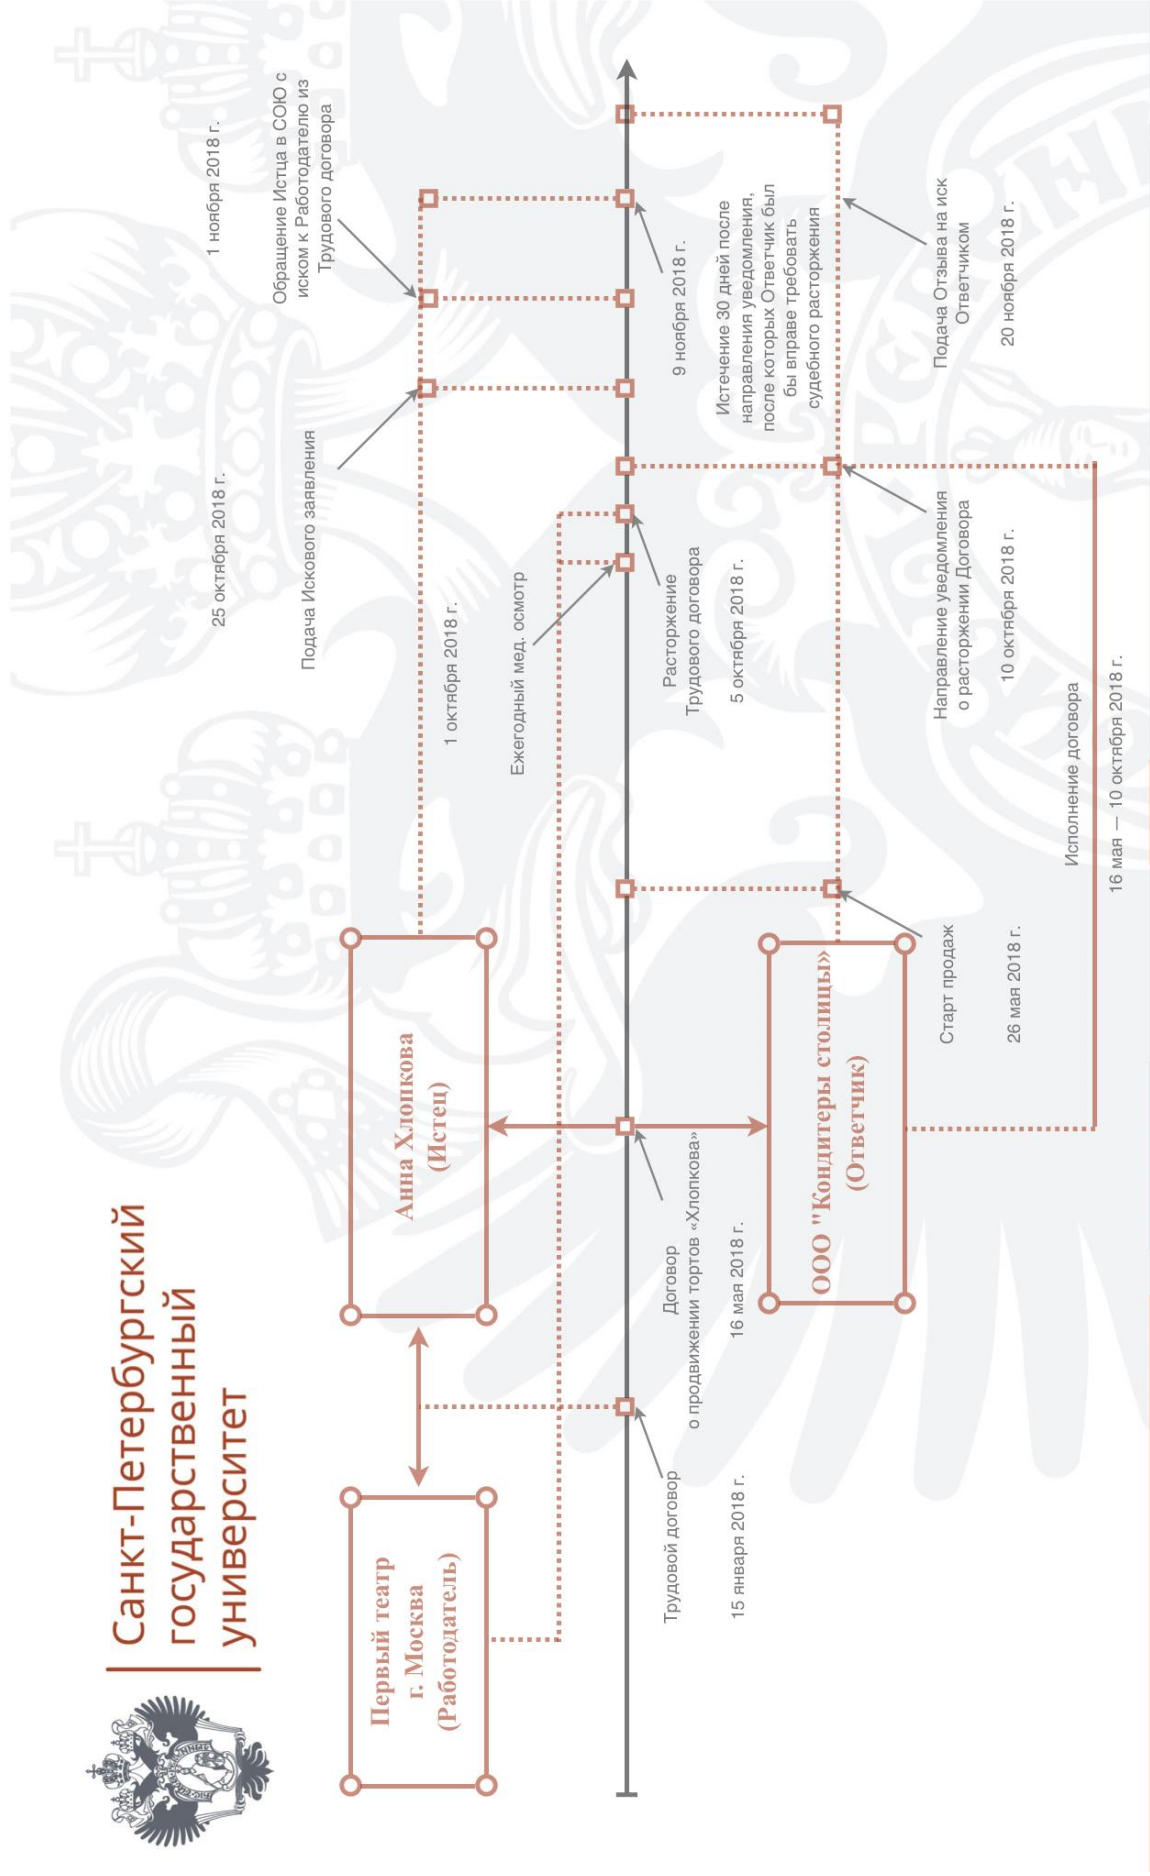 Санкт-Петербургский
государственный
университет
Первый театр
г. Москва
(Работодатель)
Анна Хлопкова
(Истец)
25 октября 2018 г.
Подача Искового заявления
1 ноября 2018 г.
Обращение Истца в СОЮ с
иском к Работодателю из
Трудового договора
1 октября 2018 г.
Ежегодный мед. осмотр
Трудовой договор
15 января 2018 г.
Договор
о продвижении тортов «Хлопкова»
16 мая 2018 г.
Расторжение
Трудового договора
5 октября 2018 г.
9 ноября 2018 г.
Истечение 30 дней после
направления уведомления,
после которых Ответчик был
бы вправе требовать
судебного расторжения
ООО "Кондитеры столицы»
(Ответчик)
Старт продаж
26 мая 2018 г.
Направление уведомления
о расторжении Договора
10 октября 2018 г.
Подача Отзыва на иск
Ответчиком
20 ноября 2018 г.
Исполнение договора
16 мая — 10 октября 2018 г.